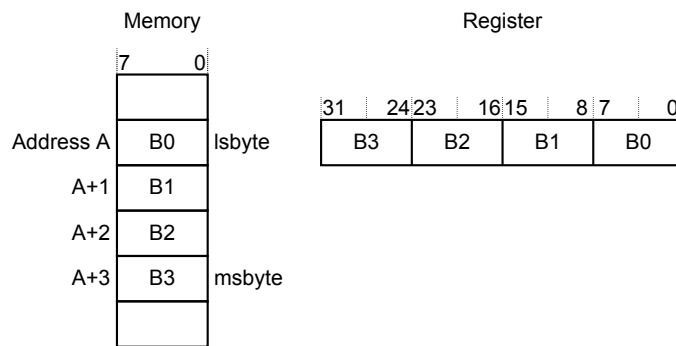 Memory Register
7 0
31 24 23 16 15 8 7 0
Address A B0 lsbyte B3 B2 B1 B0
A+1 B1
A+2 B2
A+3 B3 msbyte